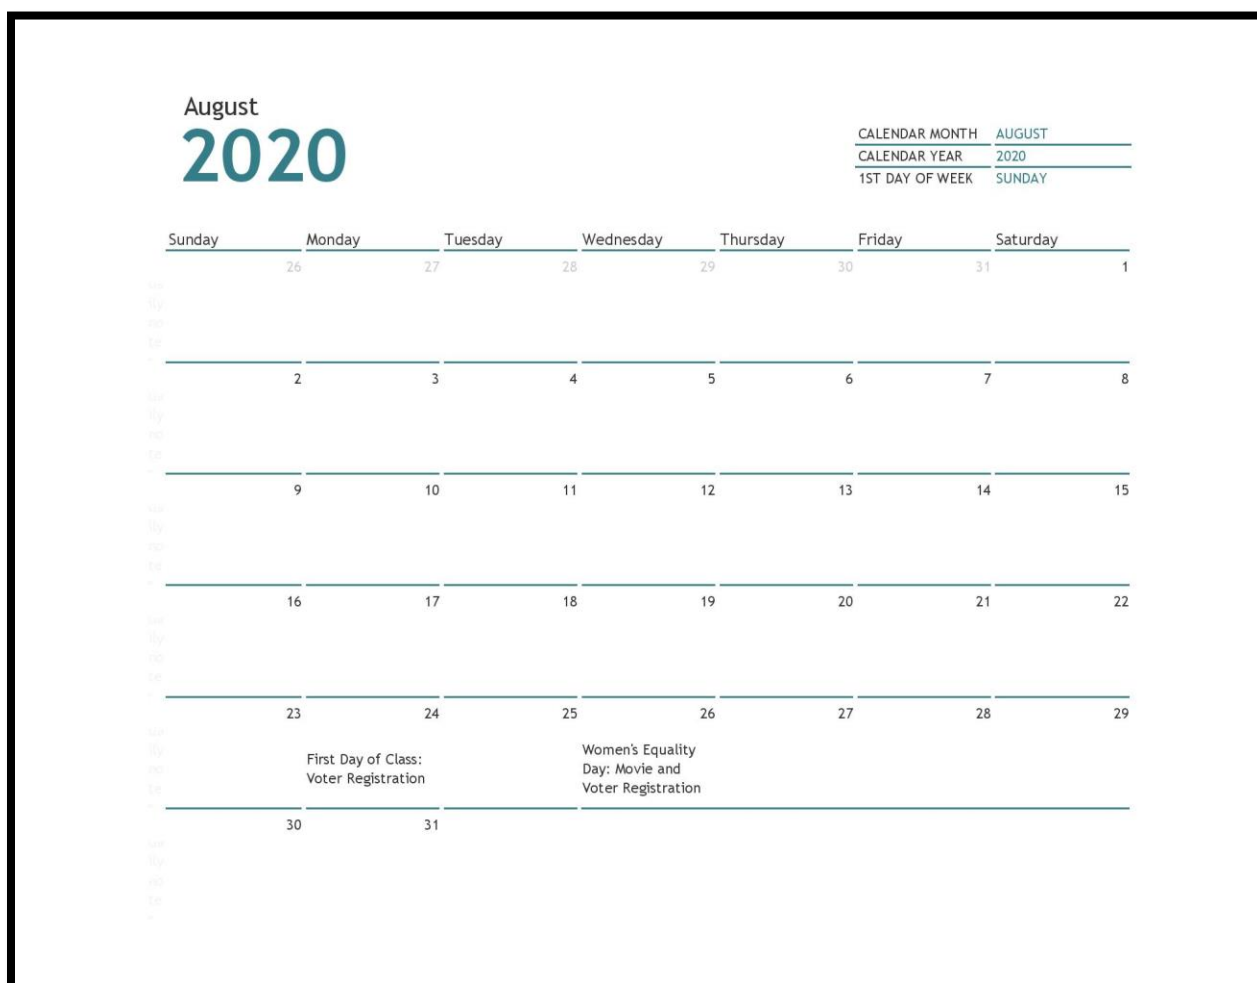 August
2020
CALENDAR MONTH AUGUST
CALENDAR YEAR 2020
1ST DAY OF WEEK SUNDAY
Sunday Monday Tuesday Wednesday Thursday Friday Saturday
26 27 28 29 30 31 1
2 3 4 5 6 7 8
9 10 11 12 13 14 15
16 17 18 19 20 21 22
23 24 25 26 27 28 29
First Day of Class:
Voter Registration
Women's Equality
Day: Movie and
Voter Registration
30 31